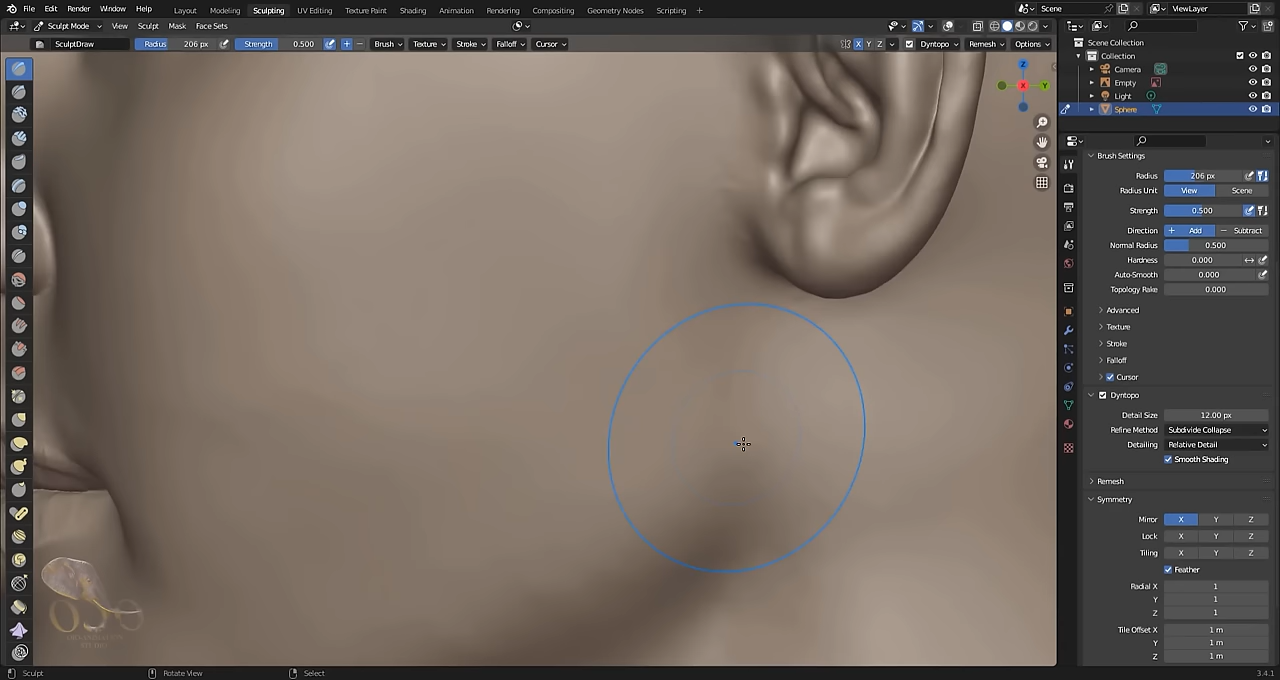 File Edit Render Window Help Layout Modeling Sculpting UV Editing Texture Paint Shading Animation Rendering Compositing Geometry Nodes Scripting + Scene ViewLayer
Sculpt Mode View Sculpt Mask Face Sets
SculptDraw Radius 206 px Strength 0.500 + − Brush Texture Stroke Falloff Cursor X Y Z Dyntopo Remesh Options
Z
X
Y
Scene Collection
Collection
Camera
Empty
Light
Sphere
Brush Settings
Radius 206 px
Radius Unit View Scene
Strength 0.500
Direction + Add − Subtract
Normal Radius 0.500
Hardness 0.000
Auto-Smooth 0.000
Topology Rake 0.000
Advanced
Texture
Stroke
Falloff
Cursor
Dyntopo
Detail Size 12.00 px
Refine Method Subdivide Collapse
Detailing Relative Detail
Smooth Shading
Remesh
Symmetry
Mirror X Y Z
Lock X Y Z
Tiling X Y Z
Feather
Radial X 1
Y 1
Z 1
Tile Offset X 1 m
Y 1 m
Z 1 m
Sculpt Rotate View Select 3.4.1